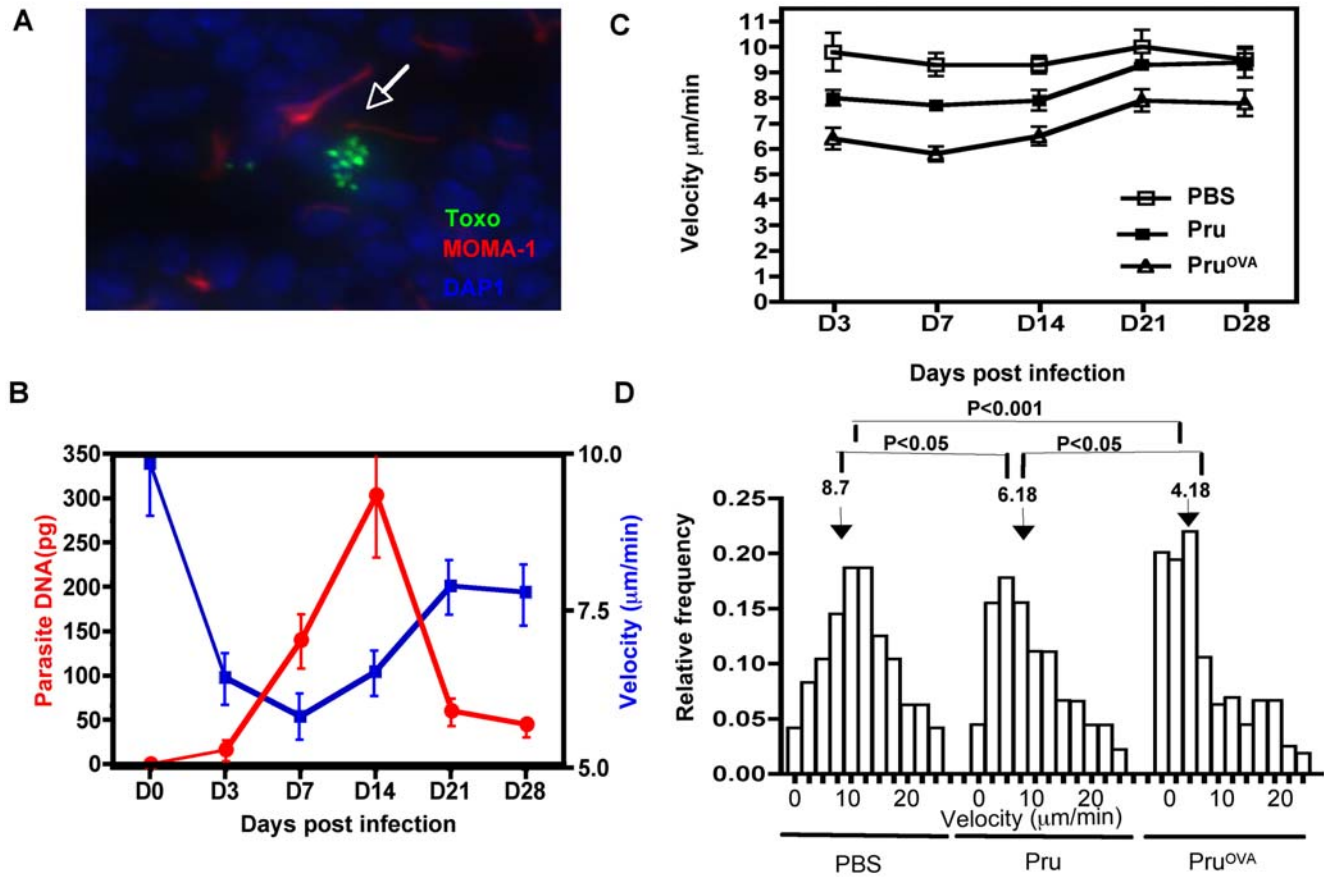 A
Toxo
MOMA-1
DAP1
B
350
300
250
200
150
100
50
0
Parasite DNA(pg)
10.0
7.5
5.0
Velocity (µm/min)
D0 D3 D7 D14 D21 D28
Days post infection
C
11
10
9
8
7
6
5
4
3
2
1
0
Velocity µm/min
PBS
Pru
Pru^OVA
D3 D7 D14 D21 D28
Days post infection
D
P<0.001
P<0.05 P<0.05
8.7 6.18 4.18
0.25
0.20
0.15
0.10
0.05
0.00
Relative frequency
0 10 20 0 10 20 0 10 20
Velocity (µm/min)
PBS Pru Pru^OVA